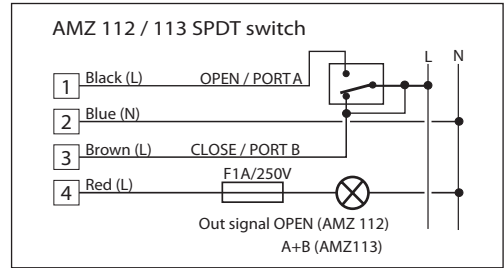 AMZ 112 / 113 SPDT switch
L N
1 Black (L) OPEN / PORT A
2 Blue (N)
3 Brown (L) CLOSE / PORT B
4 Red (L) F1A/250V
Out signal OPEN (AMZ 112)
A+B (AMZ113)